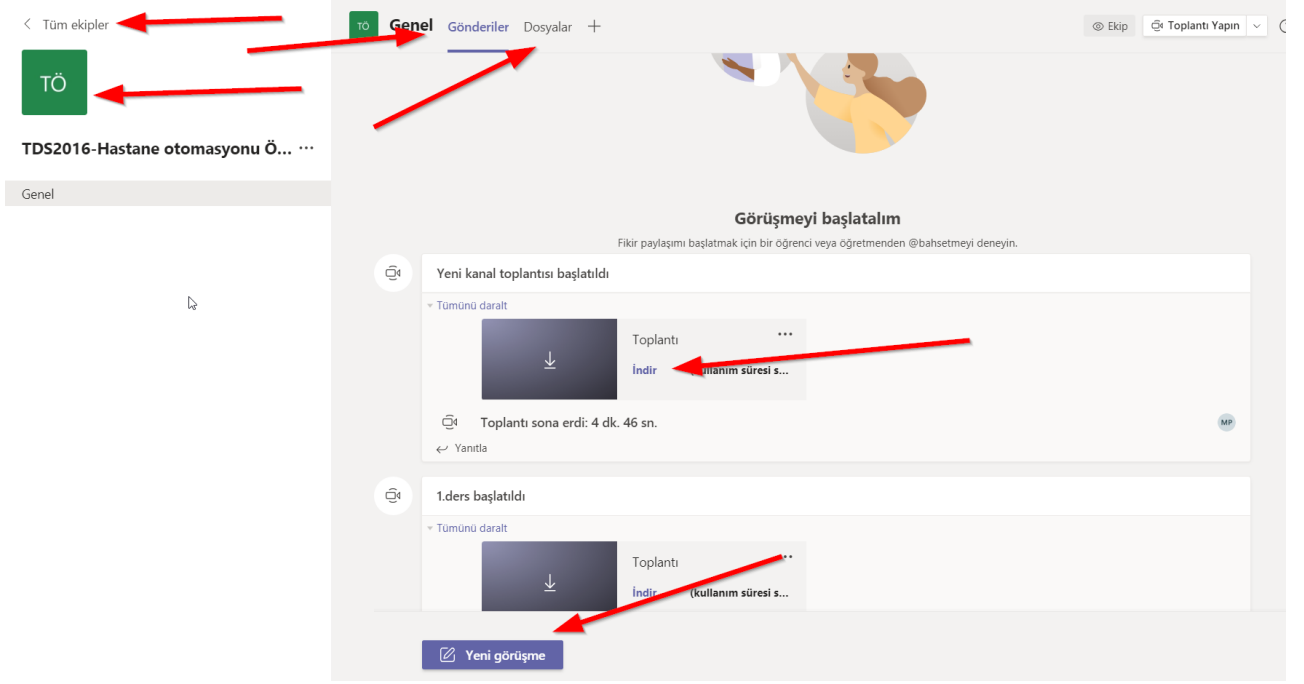 Tüm ekipler
TÖ
TDS2016-Hastane otomasyonu Ö... ...
Genel
TÖ Genel Gönderiler Dosyalar +
Ekip Toplantı Yapın
Görüşmeyi başlatalım
Fikir paylaşımı başlatmak için bir öğrenci veya öğretmenden @bahsetmeyi deneyin.
Yeni kanal toplantısı başlatıldı
Tümünü daralt
Toplantı ...
İndir (kullanım süresi s...
Toplantı sona erdi: 4 dk. 46 sn.
MP
Yanıtla
1.ders başlatıldı
Tümünü daralt
Toplantı ...
İndir (kullanım süresi s...
Yeni görüşme